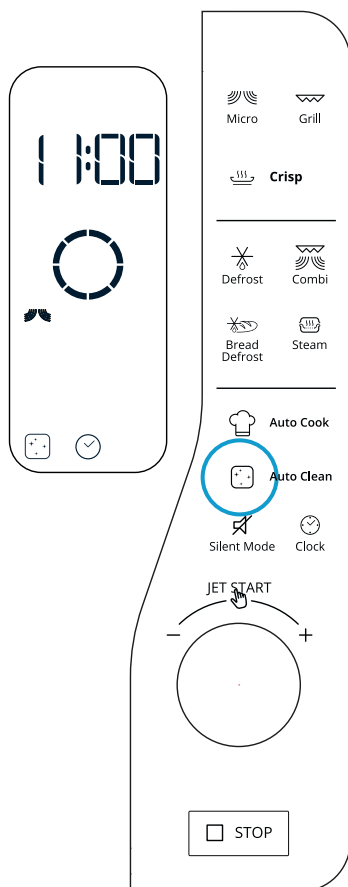 11:00
Micro Grill
Crisp
Defrost Combi
Bread Steam
Defrost
Auto Cook
Auto Clean
Silent Mode Clock
JET START
− +
STOP